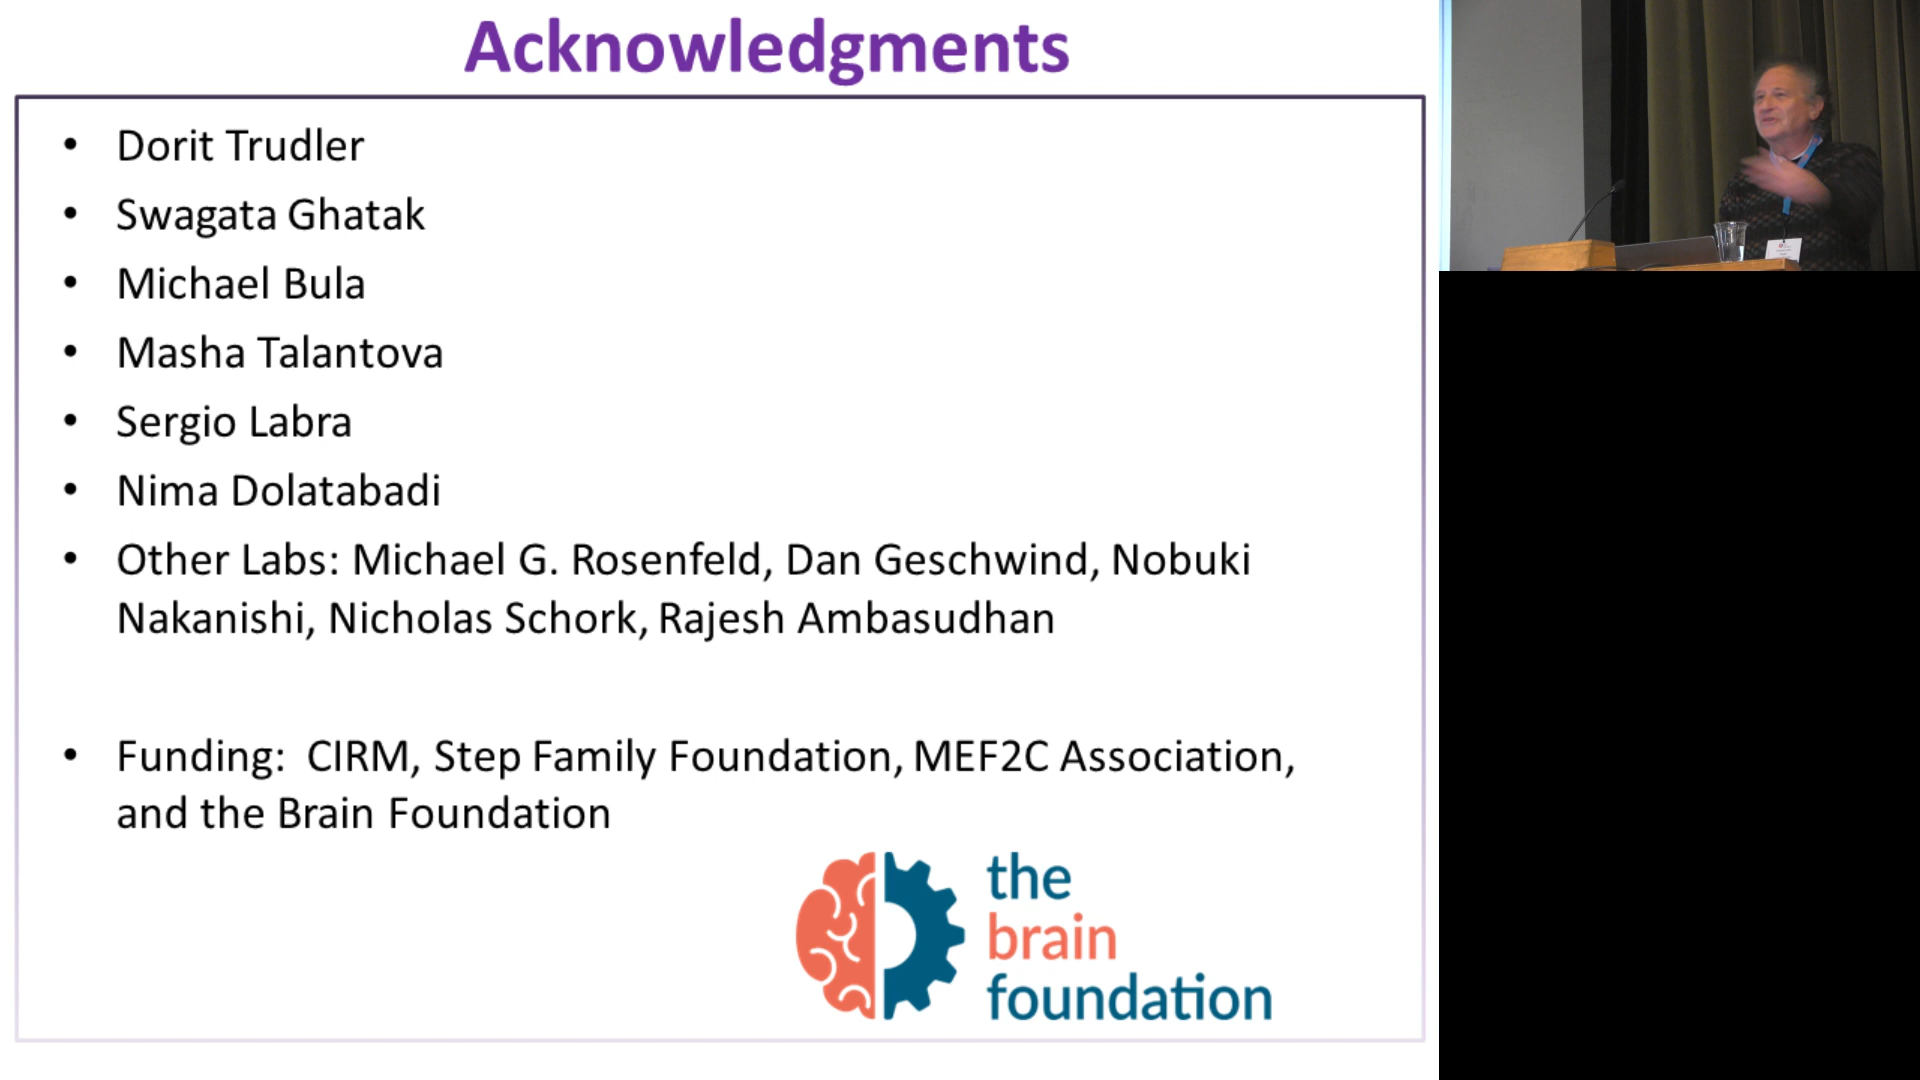 Acknowledgments
• Dorit Trudler
• Swagata Ghatak
• Michael Bula
• Masha Talantova
• Sergio Labra
• Nima Dolatabadi
• Other Labs: Michael G. Rosenfeld, Dan Geschwind, Nobuki
Nakanishi, Nicholas Schork, Rajesh Ambasudhan
• Funding:  CIRM, Step Family Foundation, MEF2C Association,
and the Brain Foundation
the
brain
foundation